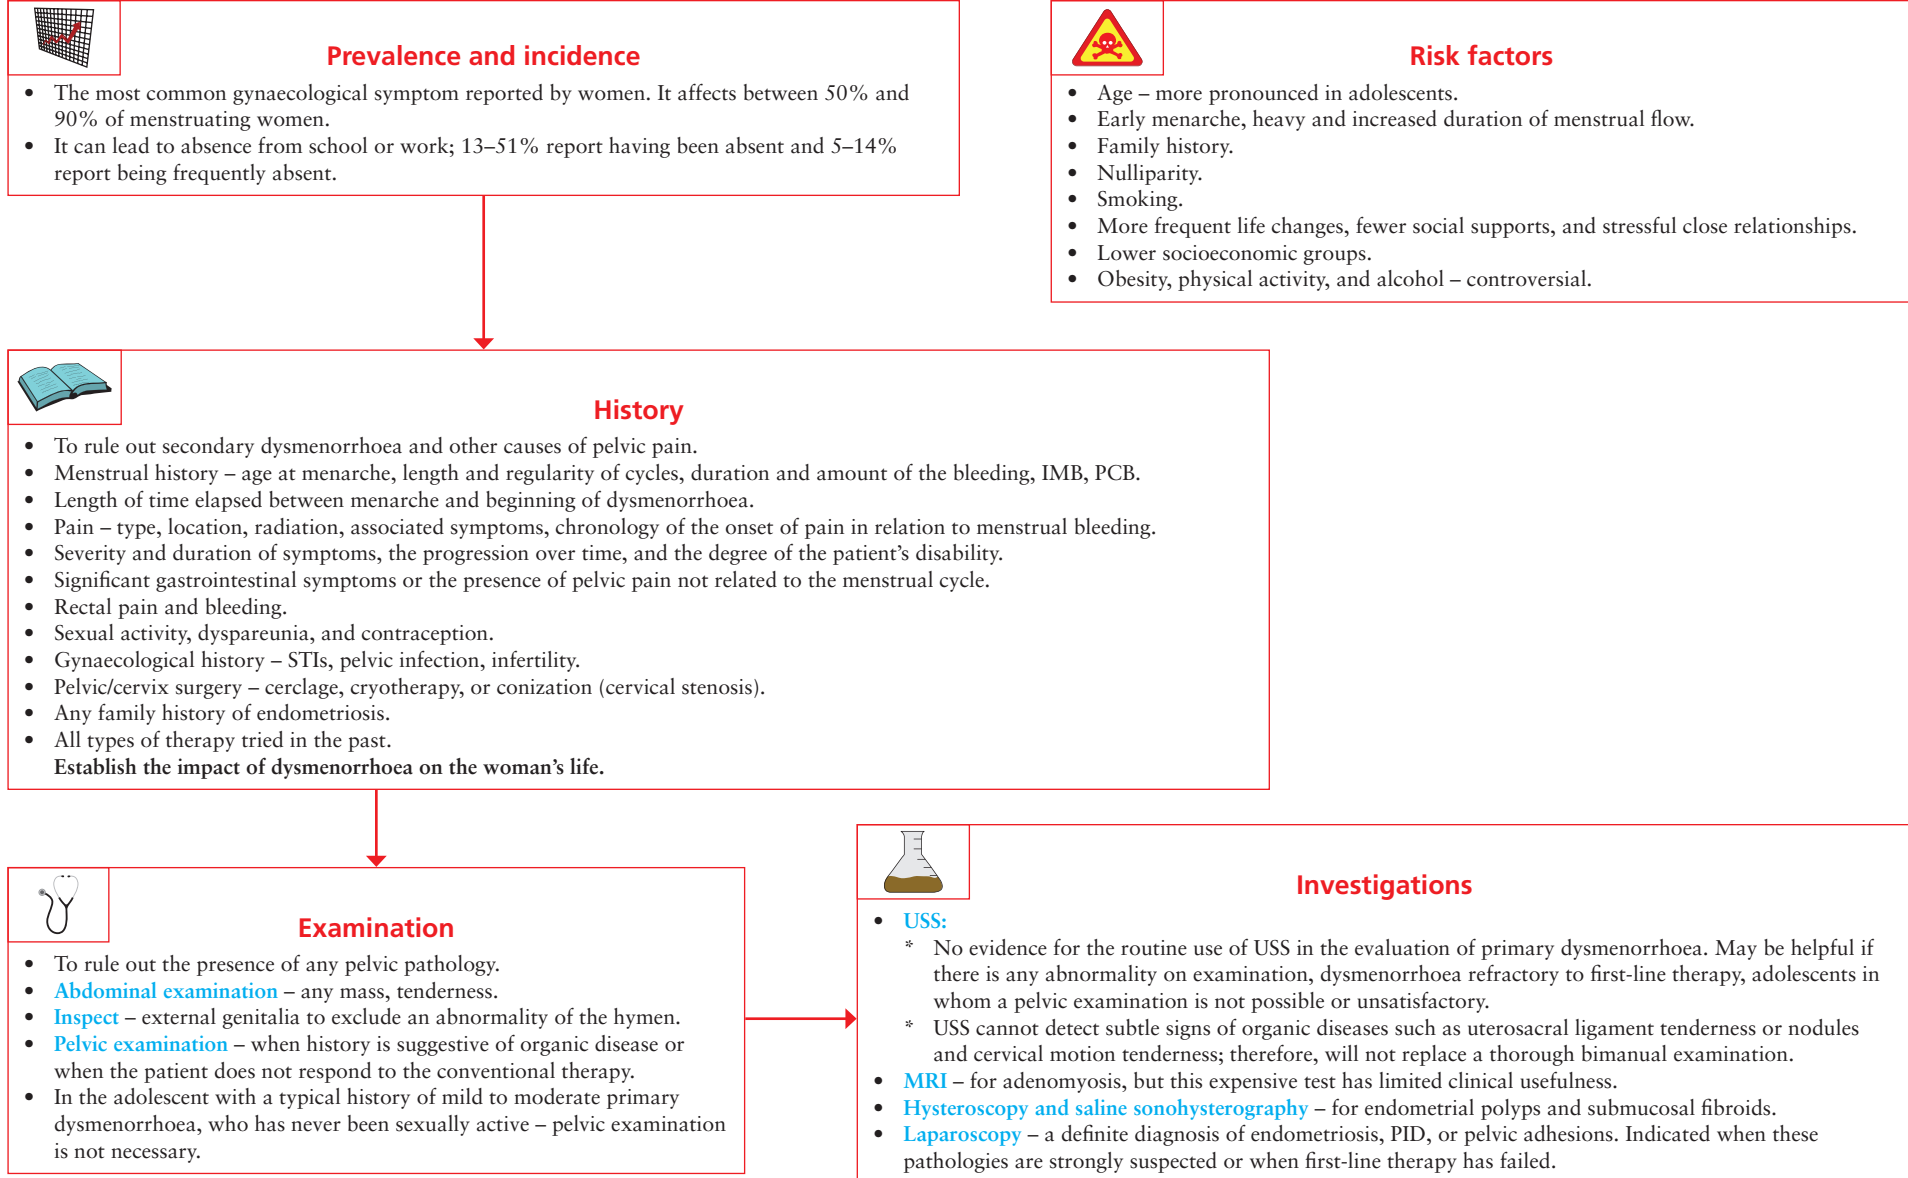 Prevalence and incidence
• The most common gynaecological symptom reported by women. It affects between 50% and
90% of menstruating women.
• It can lead to absence from school or work; 13–51% report having been absent and 5–14%
report being frequently absent.
Risk factors
• Age – more pronounced in adolescents.
• Early menarche, heavy and increased duration of menstrual flow.
• Family history.
• Nulliparity.
• Smoking.
• More frequent life changes, fewer social supports, and stressful close relationships.
• Lower socioeconomic groups.
• Obesity, physical activity, and alcohol – controversial.
History
• To rule out secondary dysmenorrhoea and other causes of pelvic pain.
• Menstrual history – age at menarche, length and regularity of cycles, duration and amount of the bleeding, IMB, PCB.
• Length of time elapsed between menarche and beginning of dysmenorrhoea.
• Pain – type, location, radiation, associated symptoms, chronology of the onset of pain in relation to menstrual bleeding.
• Severity and duration of symptoms, the progression over time, and the degree of the patient’s disability.
• Significant gastrointestinal symptoms or the presence of pelvic pain not related to the menstrual cycle.
• Rectal pain and bleeding.
• Sexual activity, dyspareunia, and contraception.
• Gynaecological history – STIs, pelvic infection, infertility.
• Pelvic/cervix surgery – cerclage, cryotherapy, or conization (cervical stenosis).
• Any family history of endometriosis.
• All types of therapy tried in the past.
Establish the impact of dysmenorrhoea on the woman’s life.
Examination
• To rule out the presence of any pelvic pathology.
• Abdominal examination – any mass, tenderness.
• Inspect – external genitalia to exclude an abnormality of the hymen.
• Pelvic examination – when history is suggestive of organic disease or
when the patient does not respond to the conventional therapy.
• In the adolescent with a typical history of mild to moderate primary
dysmenorrhoea, who has never been sexually active – pelvic examination
is not necessary.
Investigations
• USS:
* No evidence for the routine use of USS in the evaluation of primary dysmenorrhoea. May be helpful if
there is any abnormality on examination, dysmenorrhoea refractory to first-line therapy, adolescents in
whom a pelvic examination is not possible or unsatisfactory.
* USS cannot detect subtle signs of organic diseases such as uterosacral ligament tenderness or nodules
and cervical motion tenderness; therefore, will not replace a thorough bimanual examination.
• MRI – for adenomyosis, but this expensive test has limited clinical usefulness.
• Hysteroscopy and saline sonohysterography – for endometrial polyps and submucosal fibroids.
• Laparoscopy – a definite diagnosis of endometriosis, PID, or pelvic adhesions. Indicated when these
pathologies are strongly suspected or when first-line therapy has failed.